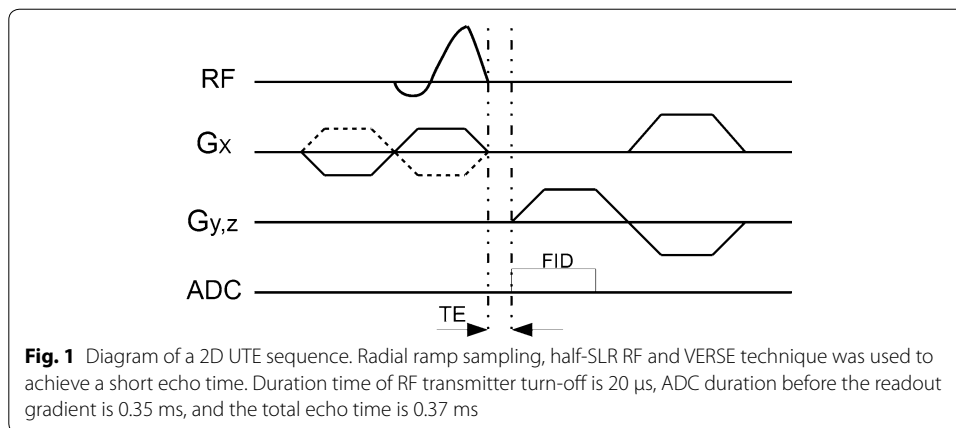 RF
Gx
Gy,z
FID
ADC
TE
Fig. 1 Diagram of a 2D UTE sequence. Radial ramp sampling, half-SLR RF and VERSE technique was used to
achieve a short echo time. Duration time of RF transmitter turn-off is 20 μs, ADC duration before the readout
gradient is 0.35 ms, and the total echo time is 0.37 ms